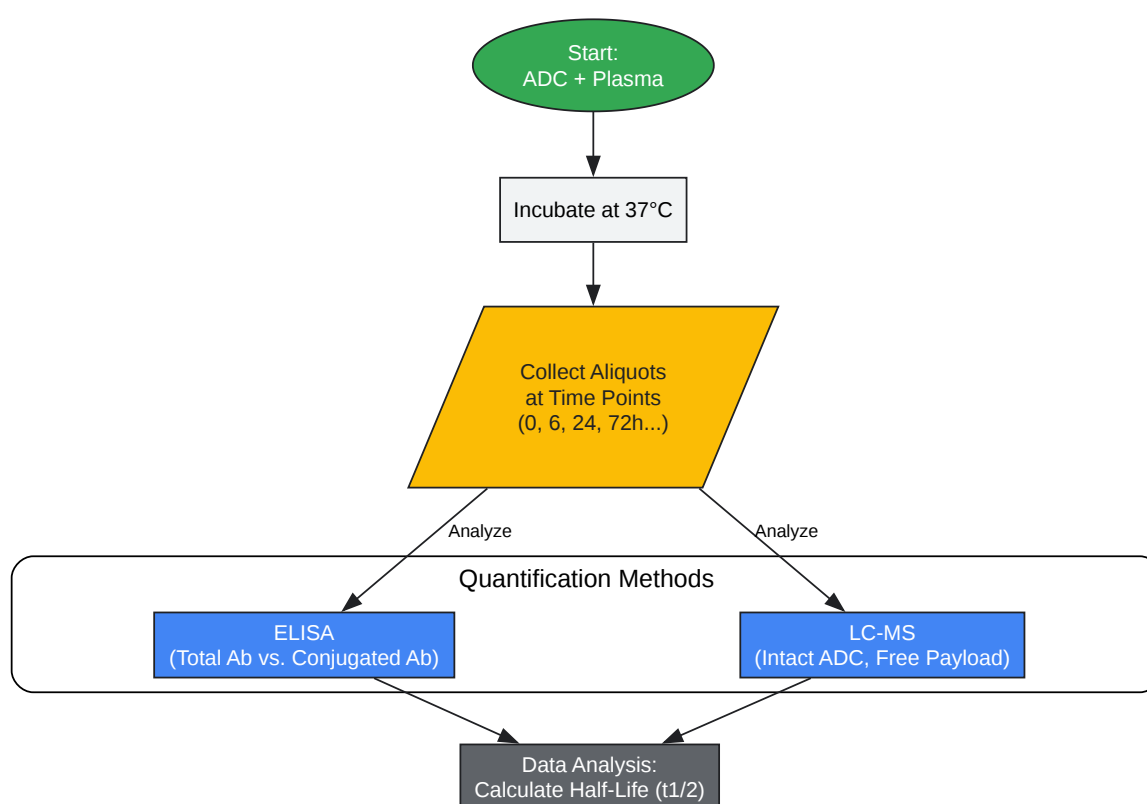 Start:
ADC + Plasma
Incubate at 37°C
Collect Aliquots
at Time Points
(0, 6, 24, 72h...)
Analyze
Analyze
Quantification Methods
ELISA
(Total Ab vs. Conjugated Ab)
LC-MS
(Intact ADC, Free Payload)
Data Analysis:
Calculate Half-Life (t1/2)